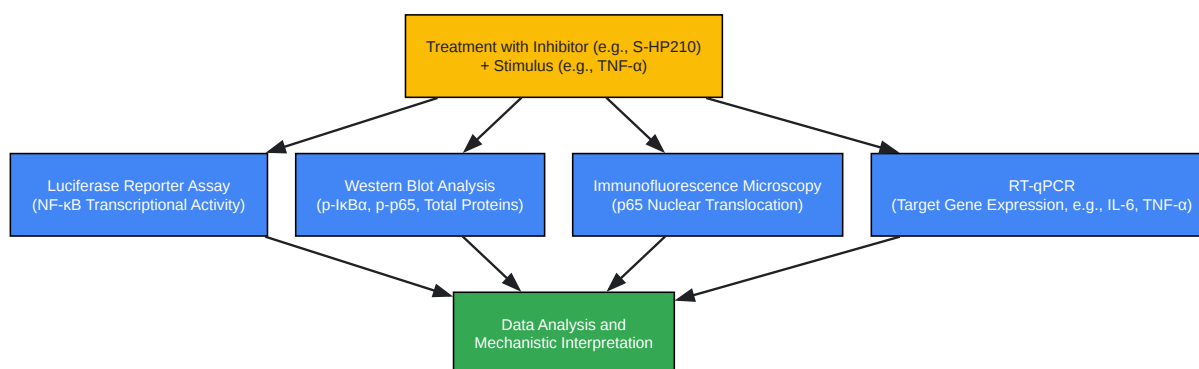 Treatment with Inhibitor (e.g., S-HP210)
+ Stimulus (e.g., TNF-α)
Luciferase Reporter Assay
(NF-κB Transcriptional Activity)
Western Blot Analysis
(p-IκBα, p-p65, Total Proteins)
Immunofluorescence Microscopy
(p65 Nuclear Translocation)
RT-qPCR
(Target Gene Expression, e.g., IL-6, TNF-α)
Data Analysis and
Mechanistic Interpretation